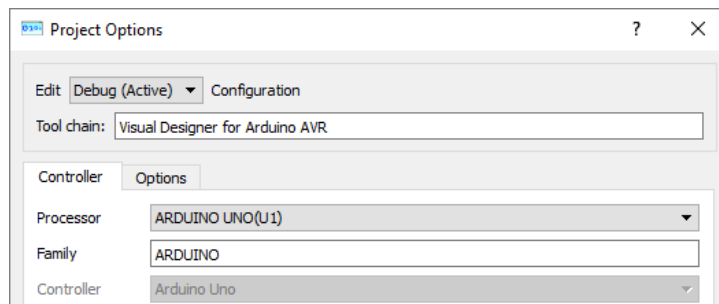 Project Options
Edit Debug (Active) Configuration
Tool chain: Visual Designer for Arduino AVR
Controller Options
Processor ARDUINO UNO(U1)
Family ARDUINO
Controller Arduino Uno